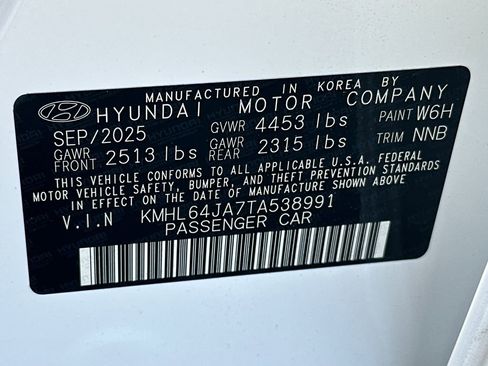 MANUFACTURED IN KOREA BY
HYUNDAI MOTOR COMPANY
SEP/2025 GVWR 4453 lbs PAINT W6H
GAWR FRONT 2513 lbs GAWR REAR 2315 lbs TRIM NNB
THIS VEHICLE CONFORMS TO ALL APPLICABLE U.S.A. FEDERAL
MOTOR VEHICLE SAFETY, BUMPER, AND THEFT PREVENTION STANDARDS
IN EFFECT ON THE DATE OF MANUFACTURE SHOWN ABOVE.
V.I.N KMHL64JA7TA538991
PASSENGER CAR